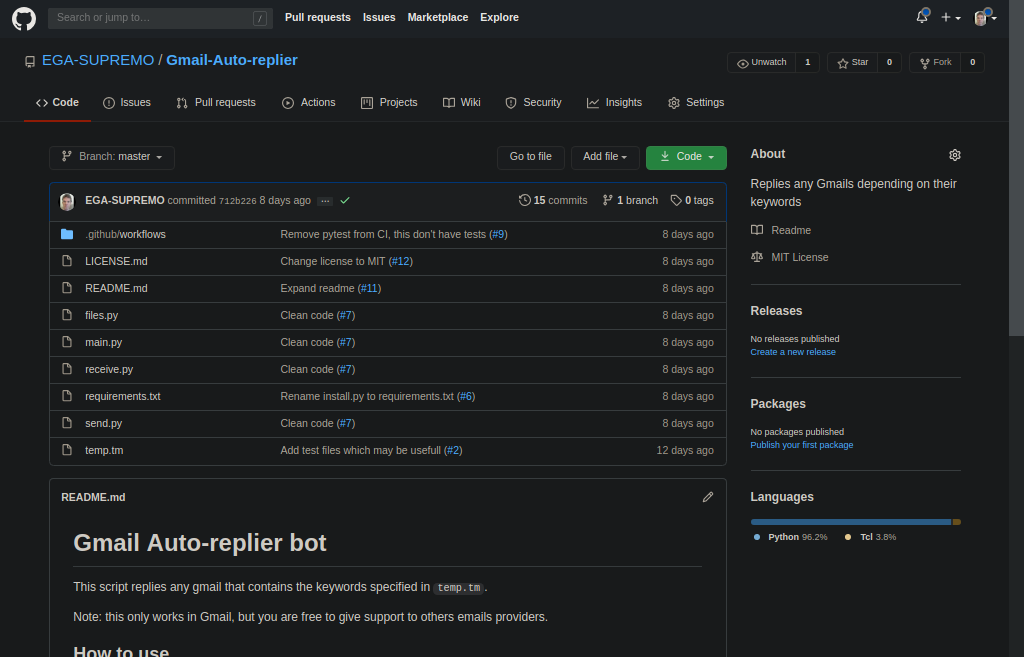 Search or jump to... /
Pull requests Issues Marketplace Explore
EGA-SUPREMO / Gmail-Auto-replier
Unwatch 1 Star 0 Fork 0
Code Issues Pull requests Actions Projects Wiki Security Insights Settings
Branch: master
Go to file Add file Code
EGA-SUPREMO committed 712b226 8 days ago ... 15 commits 1 branch 0 tags
.github/workflows Remove pytest from CI, this don't have tests (#9) 8 days ago
LICENSE.md Change license to MIT (#12) 8 days ago
README.md Expand readme (#11) 8 days ago
files.py Clean code (#7) 8 days ago
main.py Clean code (#7) 8 days ago
receive.py Clean code (#7) 8 days ago
requirements.txt Rename install.py to requirements.txt (#6) 8 days ago
send.py Clean code (#7) 8 days ago
temp.tm Add test files which may be usefull (#2) 12 days ago
README.md
Gmail Auto-replier bot
This script replies any gmail that contains the keywords specified in temp.tm .
Note: this only works in Gmail, but you are free to give support to others emails providers.
How to use
About
Replies any Gmails depending on their
keywords
Readme
MIT License
Releases
No releases published
Create a new release
Packages
No packages published
Publish your first package
Languages
Python 96.2% Tcl 3.8%